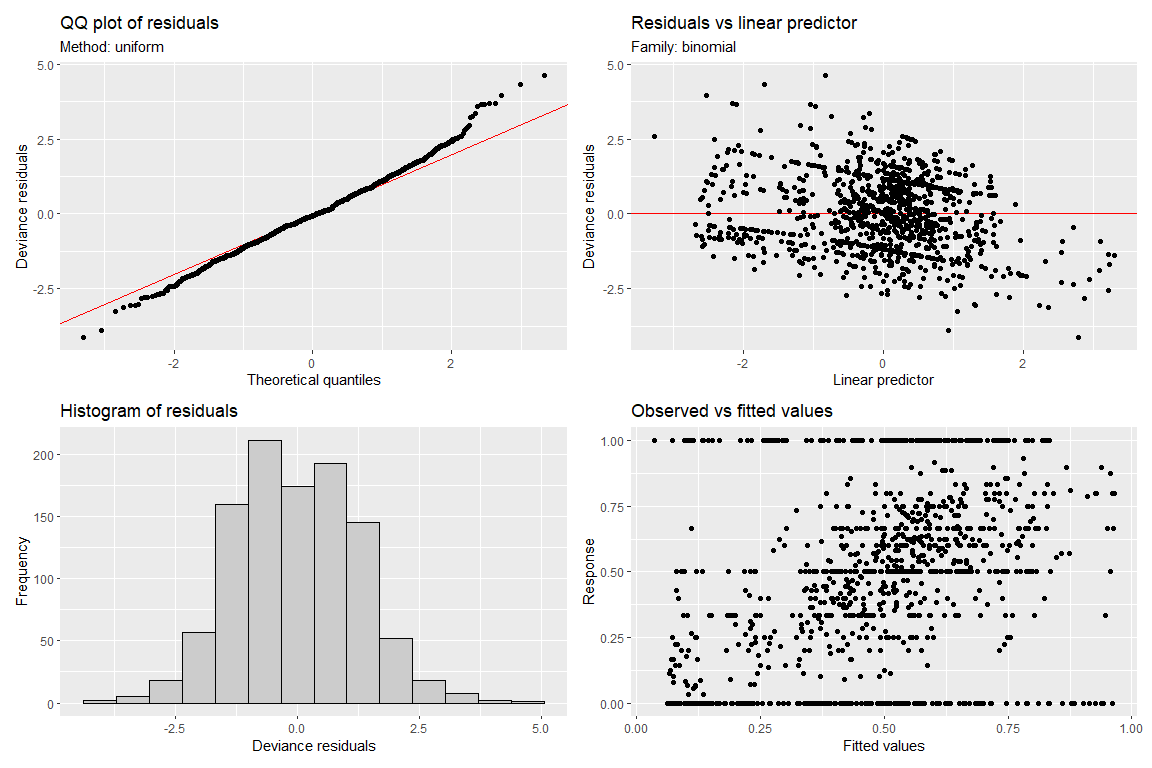 QQ plot of residuals
Method: uniform
5.0
2.5
0.0
-2.5
-2
0
2
Deviance residuals
Theoretical quantiles
Residuals vs linear predictor
Family: binomial
5.0
2.5
0.0
-2.5
-2
0
2
Deviance residuals
Linear predictor
Histogram of residuals
200
150
100
50
0
-2.5
0.0
2.5
5.0
Frequency
Deviance residuals
Observed vs fitted values
1.00
0.75
0.50
0.25
0.00
0.00
0.25
0.50
0.75
1.00
Response
Fitted values